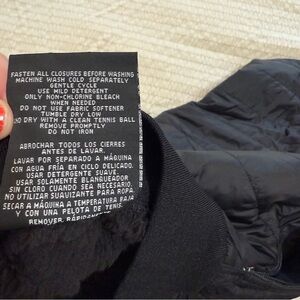 FASTEN ALL CLOSURES BEFORE WASHING
MACHINE WASH COLD SEPARATELY
GENTLE CYCLE
USE MILD DETERGENT
ONLY NON-CHLORINE BLEACH
WHEN NEEDED
DO NOT USE FABRIC SOFTENER
TUMBLE DRY LOW
DRY WITH A CLEAN TENNIS BALL
REMOVE PROMPTLY
DO NOT IRON
ABROCHAR TODOS LOS CIERRES
ANTES DE LAVAR.
LAVAR POR SEPARADO A MÁQUINA
CON AGUA FRÍA EN CICLO DELICADO.
USAR DETERGENTE SUAVE.
USAR SOLAMENTE BLANQUEADOR
SIN CLORO CUANDO SEA NECESARIO.
NO UTILIZAR SUAVIZANTE PARA ROPA.
SECAR A MÁQUINA A TEMPERATURA BAJA
Y CON UNA PELOTA DE TENIS.
REMOVER RÁPIDAMENTE